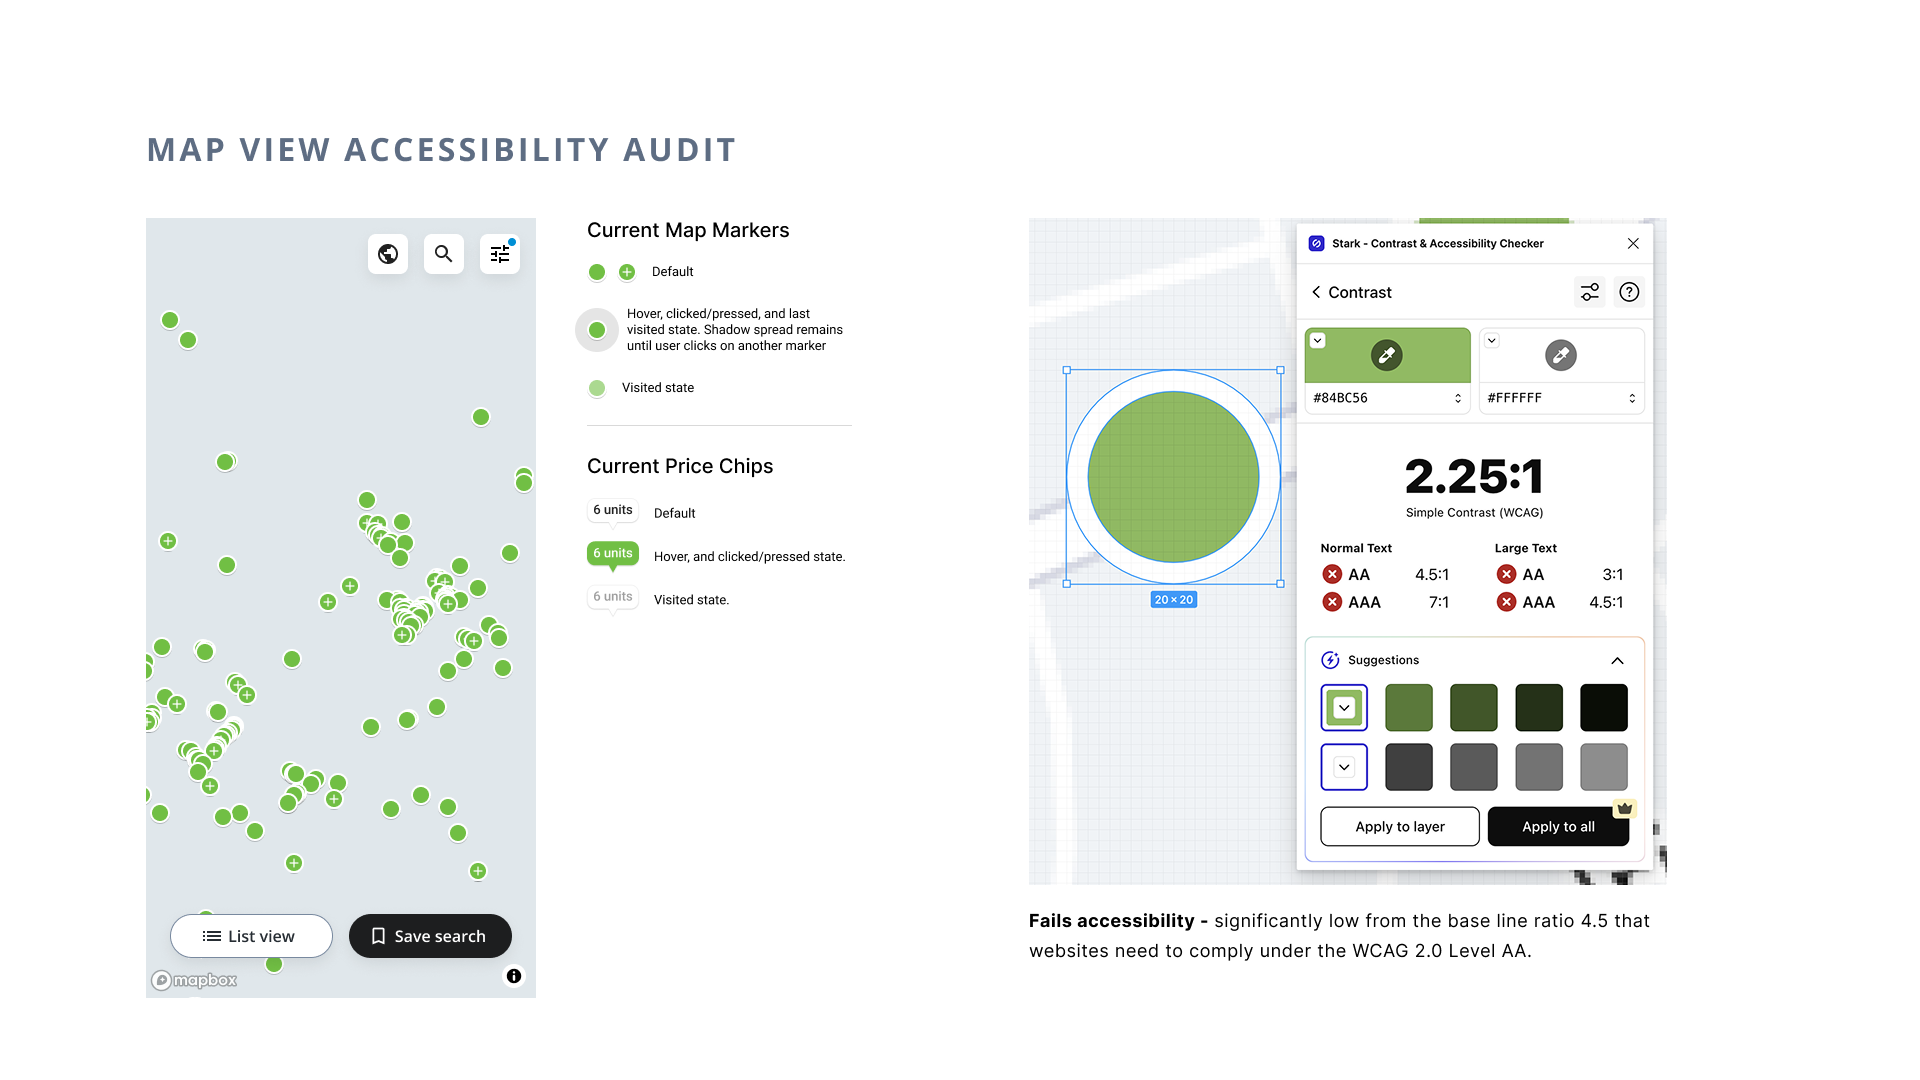 MAP VIEW ACCESSIBILITY AUDIT
List view
Save search
mapbox
Current Map Markers
Default
Hover, clicked/pressed, and last
visited state. Shadow spread remains
until user clicks on another marker
Visited state
Current Price Chips
6 units
Default
6 units
Hover, and clicked/pressed state.
6 units
Visited state.
20 × 20
Stark - Contrast & Accessibility Checker
Contrast
#84BC56
#FFFFFF
2.25:1
Simple Contrast (WCAG)
Normal Text
Large Text
AA 4.5:1
AA 3:1
AAA 7:1
AAA 4.5:1
Suggestions
Apply to layer
Apply to all
Fails accessibility - significantly low from the base line ratio 4.5 that
websites need to comply under the WCAG 2.0 Level AA.